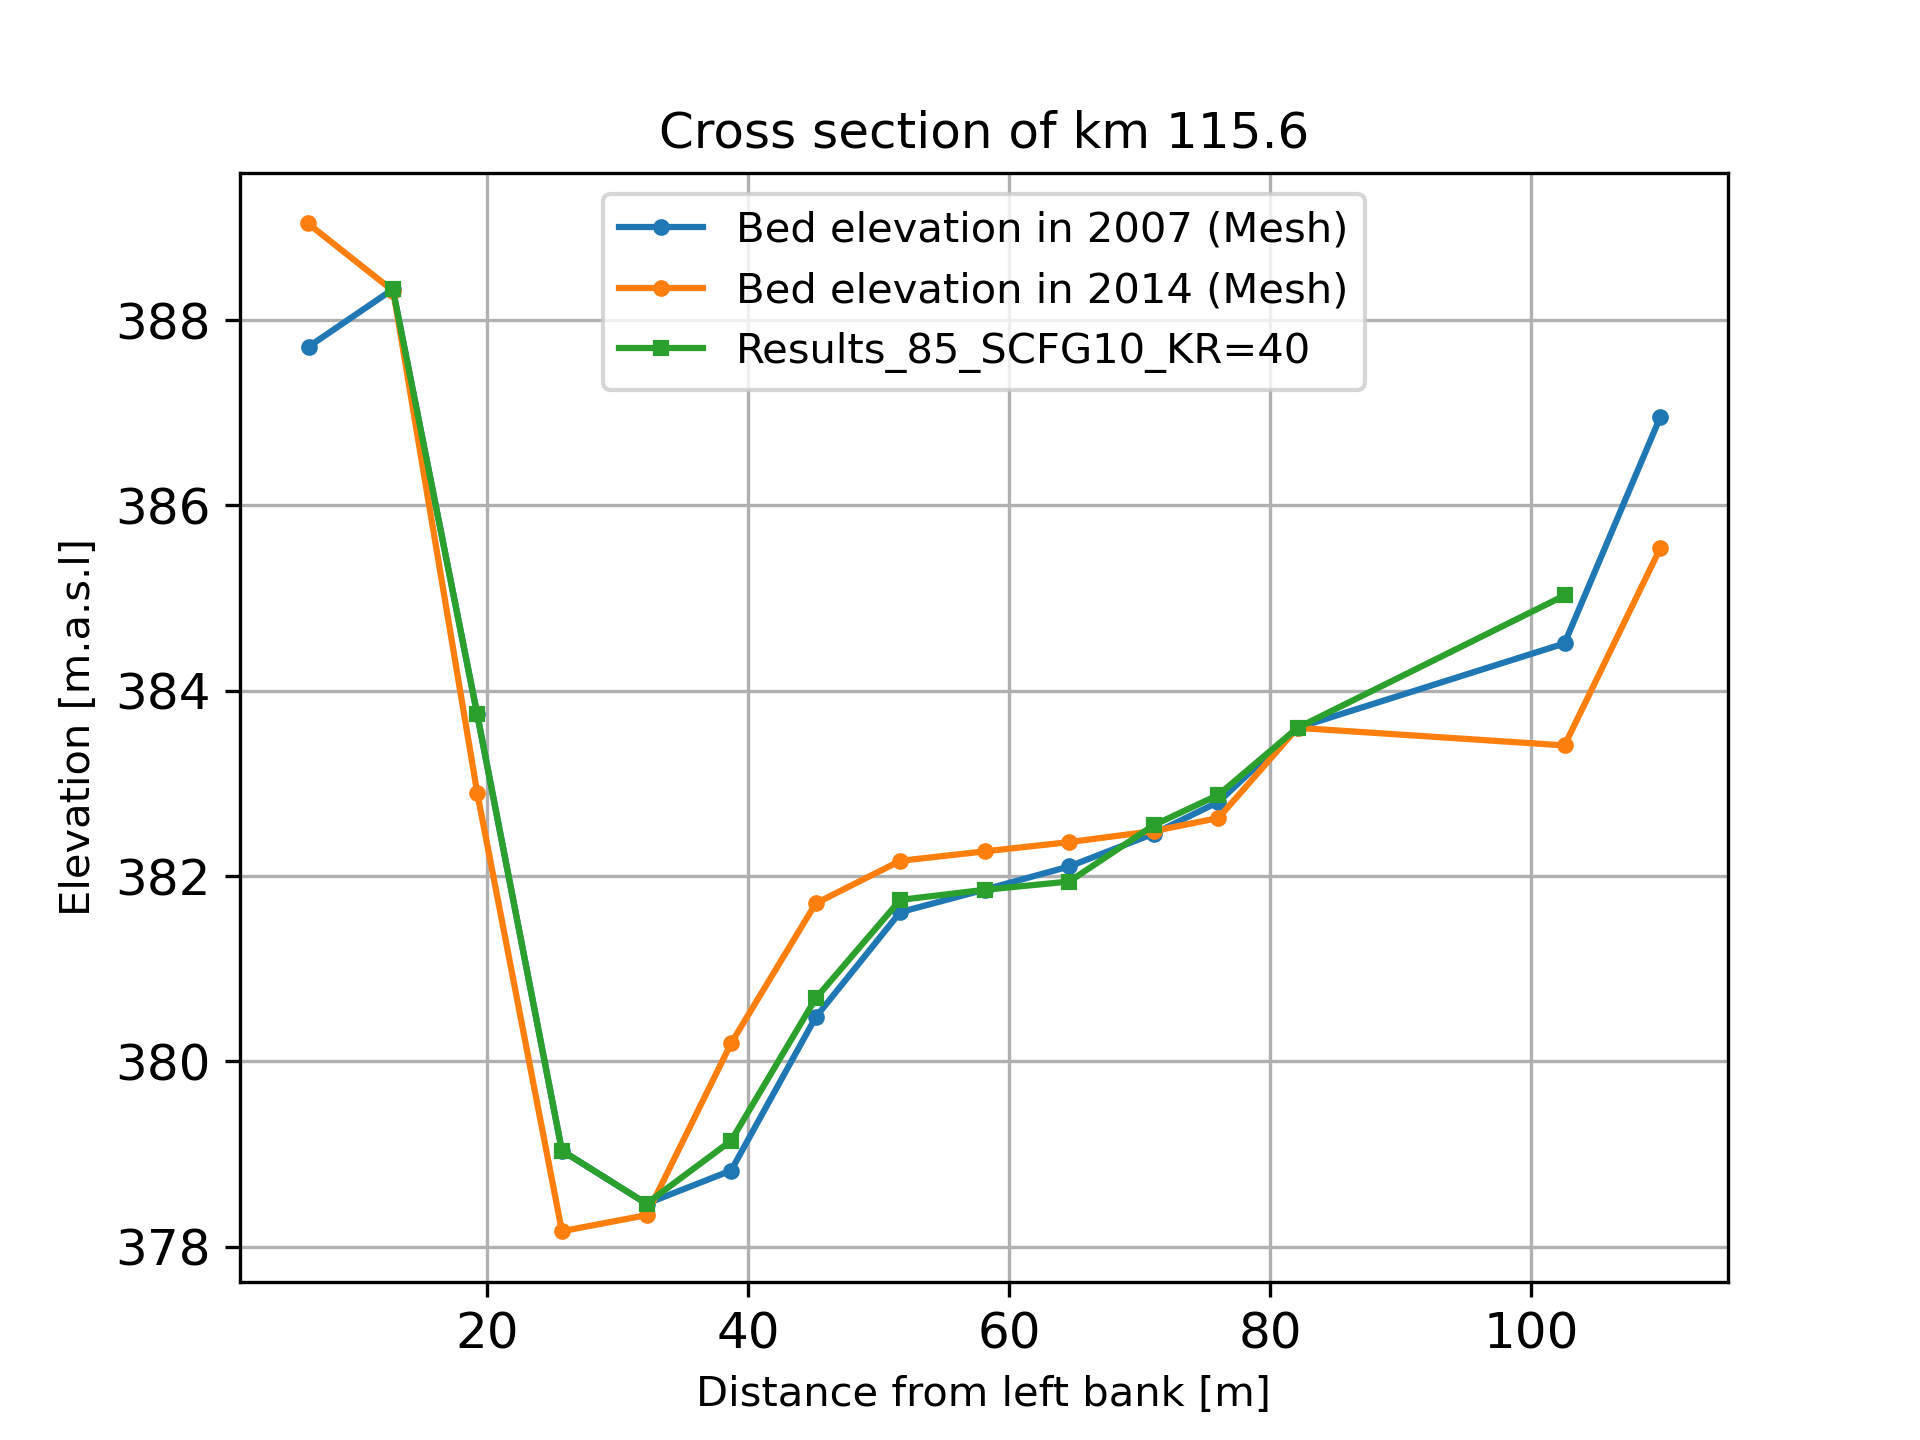 Cross section of km 115.6
Bed elevation in 2007 (Mesh)
Bed elevation in 2014 (Mesh)
Results_85_SCFG10_KR=40
388
386
384
382
380
378
Elevation [m.a.s.l]
20 40 60 80 100
Distance from left bank [m]